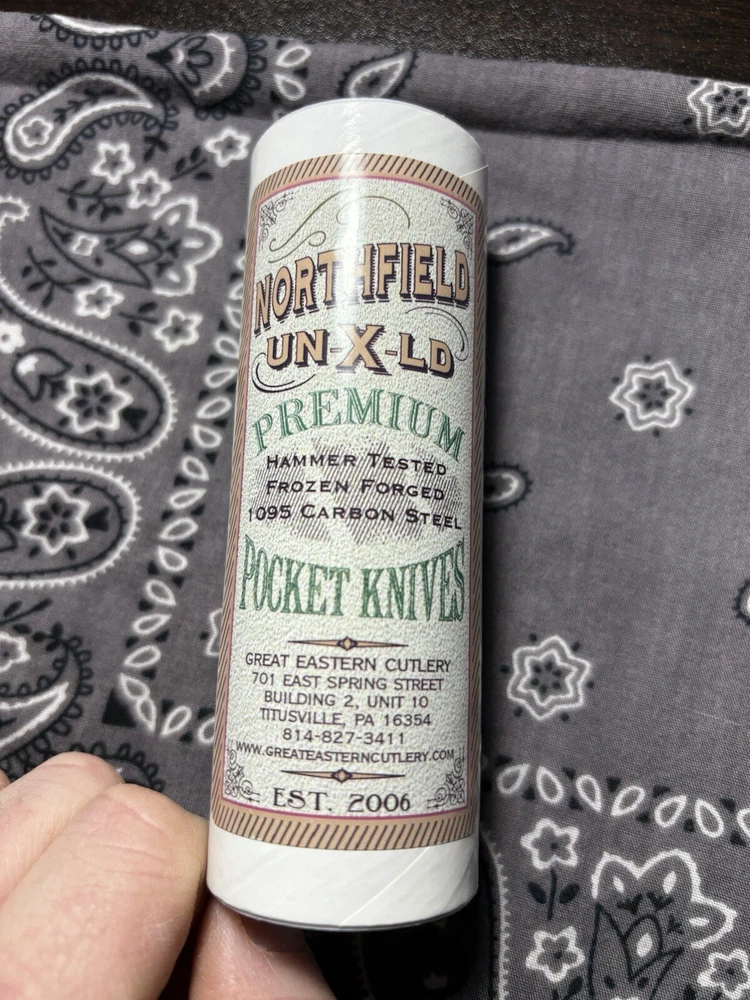 NORTHFIELD
UN-X-LD
PREMIUM
HAMMER TESTED
FROZEN FORGED
1095 CARBON STEEL
POCKET KNIVES
GREAT EASTERN CUTLERY
701 EAST SPRING STREET
BUILDING 2, UNIT 10
TITUSVILLE, PA 16354
814-827-3411
WWW.GREATEASTERNCUTLERY.COM
EST. 2006